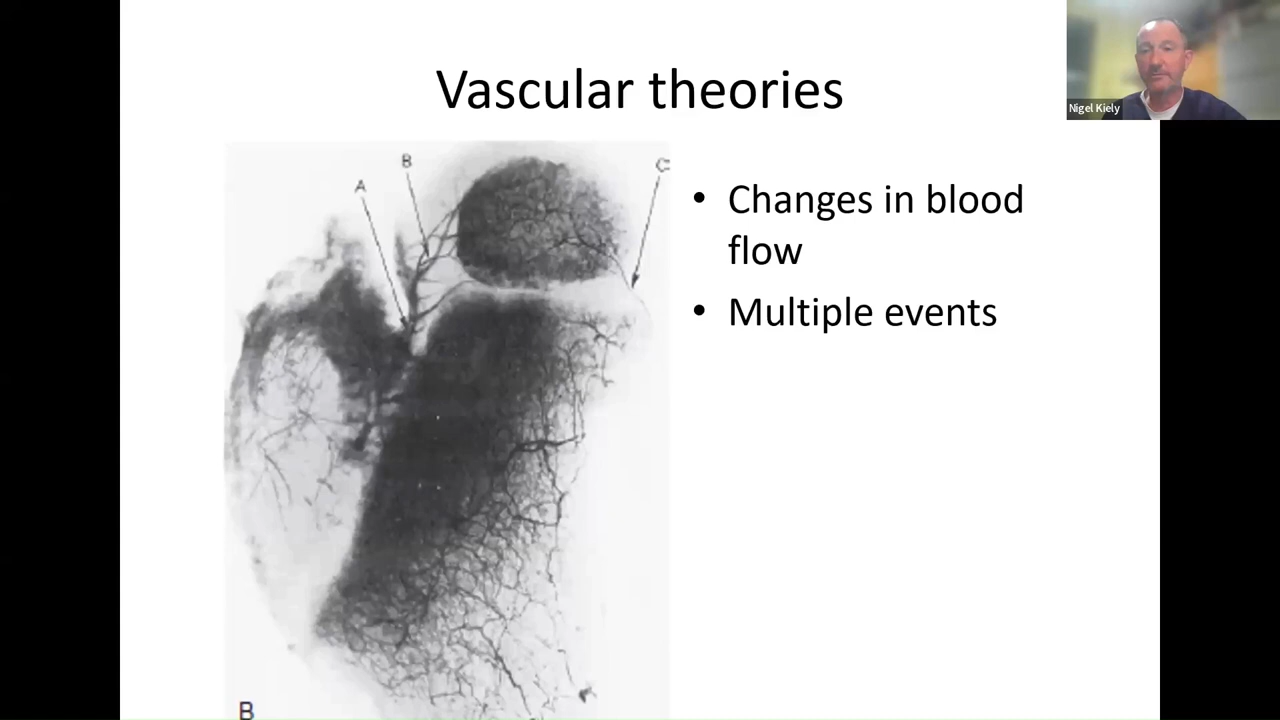 Vascular theories
Nigel Kiely
A
B
C
• Changes in blood
flow
• Multiple events
B